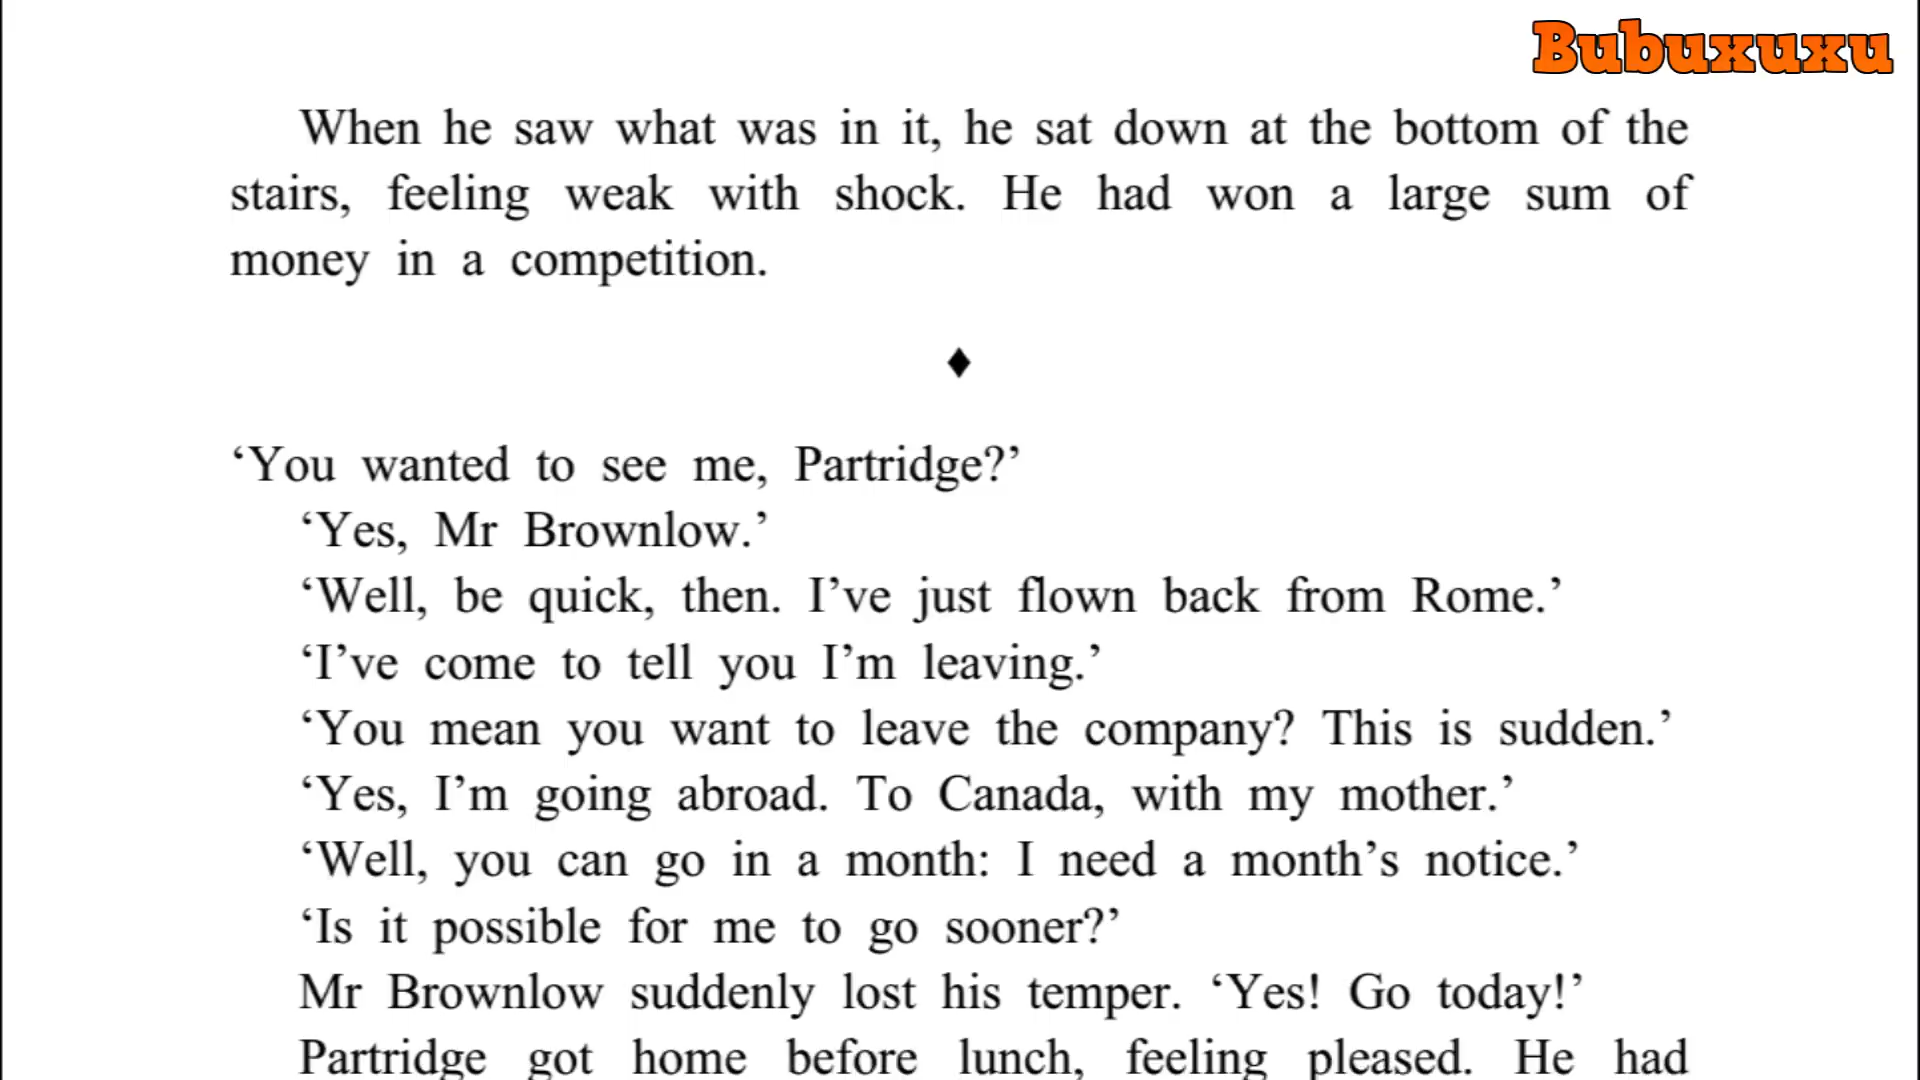 Bubuxuxu
When he saw what was in it, he sat down at the bottom of the
stairs, feeling weak with shock. He had won a large sum of
money in a competition.
♦
‘You wanted to see me, Partridge?’
‘Yes, Mr Brownlow.’
‘Well, be quick, then. I’ve just flown back from Rome.’
‘I’ve come to tell you I’m leaving.’
‘You mean you want to leave the company? This is sudden.’
‘Yes, I’m going abroad. To Canada, with my mother.’
‘Well, you can go in a month: I need a month’s notice.’
‘Is it possible for me to go sooner?’
Mr Brownlow suddenly lost his temper. ‘Yes! Go today!’
Partridge got home before lunch, feeling pleased. He had